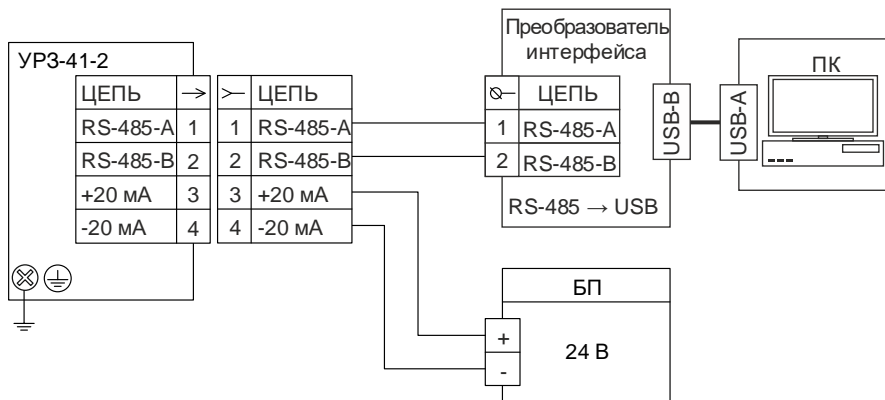 УРЗ-41-2
ЦЕПЬ
RS-485-A 1
RS-485-B 2
+20 мА 3
-20 мА 4
ЦЕПЬ
1 RS-485-A
2 RS-485-B
3 +20 мА
4 -20 мА
Преобразователь
интерфейса
ЦЕПЬ
1 RS-485-A
2 RS-485-B
RS-485 → USB
USB-B
USB-A
ПК
БП
+
-
24 В